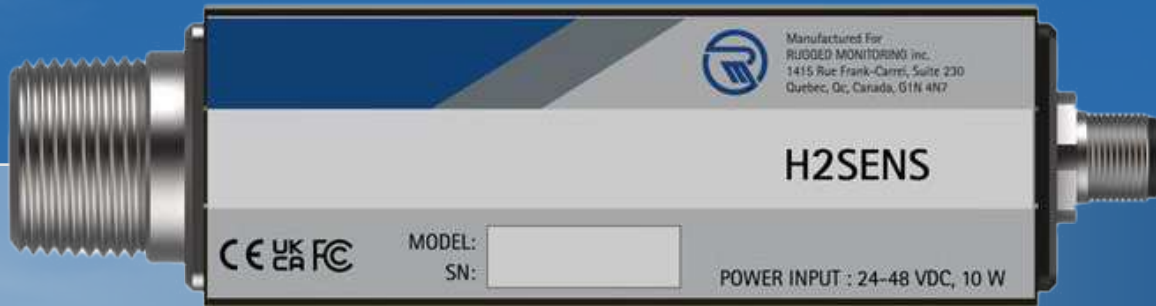 Manufactured For
RUGGED MONITORING inc.
1415 Rue Frank-Carrel, Suite 230
Quebec, Qc, Canada, G1N 4N7
H2SENS
CE UK CA FC
MODEL:
SN:
POWER INPUT : 24-48 VDC, 10 W